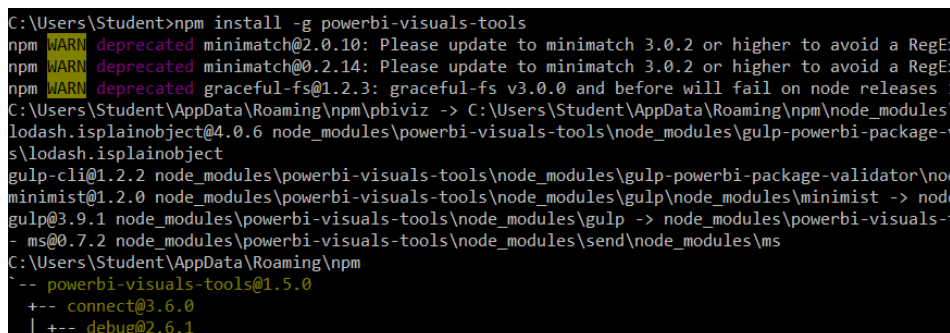 C:\Users\Student>npm install -g powerbi-visuals-tools
npm WARN deprecated minimatch@2.0.10: Please update to minimatch 3.0.2 or higher to avoid a RegE
npm WARN deprecated minimatch@0.2.14: Please update to minimatch 3.0.2 or higher to avoid a RegE
npm WARN deprecated graceful-fs@1.2.3: graceful-fs v3.0.0 and before will fail on node releases
C:\Users\Student\AppData\Roaming\npm\pbiviz -> C:\Users\Student\AppData\Roaming\npm\node_modules
lodash.isplainobject@4.0.6 node_modules\powerbi-visuals-tools\node_modules\gulp-powerbi-package-
s\lodash.isplainobject
gulp-cli@1.2.2 node_modules\powerbi-visuals-tools\node_modules\gulp-powerbi-package-validator\no
minimist@1.2.0 node_modules\powerbi-visuals-tools\node_modules\gulp\node_modules\minimist -> nod
gulp@3.9.1 node_modules\powerbi-visuals-tools\node_modules\gulp -> node_modules\powerbi-visuals-
- ms@0.7.2 node_modules\powerbi-visuals-tools\node_modules\send\node_modules\ms
C:\Users\Student\AppData\Roaming\npm
`-- powerbi-visuals-tools@1.5.0
+-- connect@3.6.0
| +-- debug@2.6.1